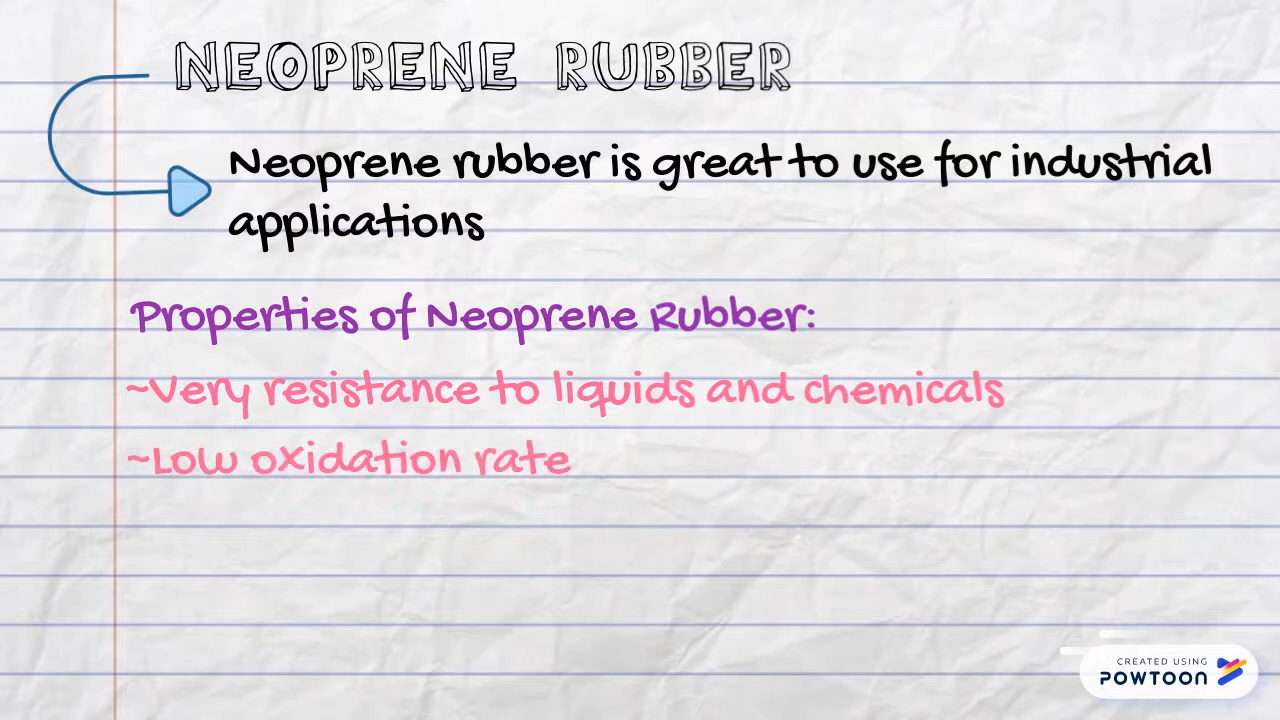 NEOPRENE RUBBER
Neoprene rubber is great to use for industrial
applications
Properties of Neoprene Rubber:
~Very resistance to liquids and chemicals
~Low oxidation rate
CREATED USING
POWTOON